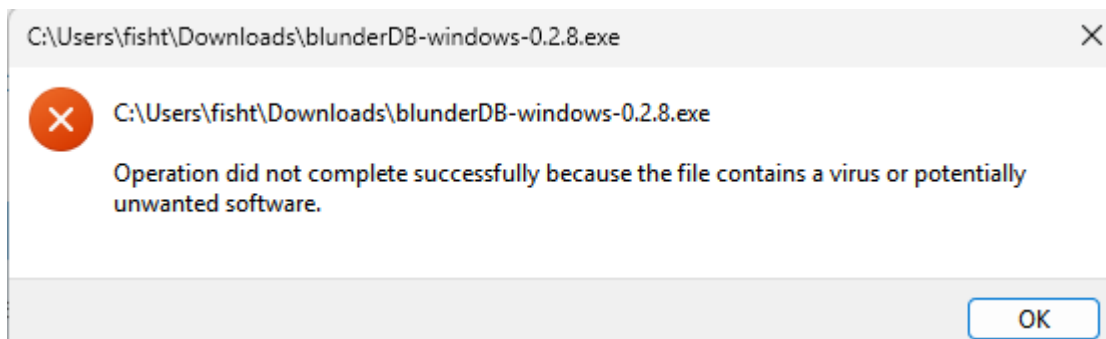 C:\Users\fisht\Downloads\blunderDB-windows-0.2.8.exe
C:\Users\fisht\Downloads\blunderDB-windows-0.2.8.exe
Operation did not complete successfully because the file contains a virus or potentially
unwanted software.
OK